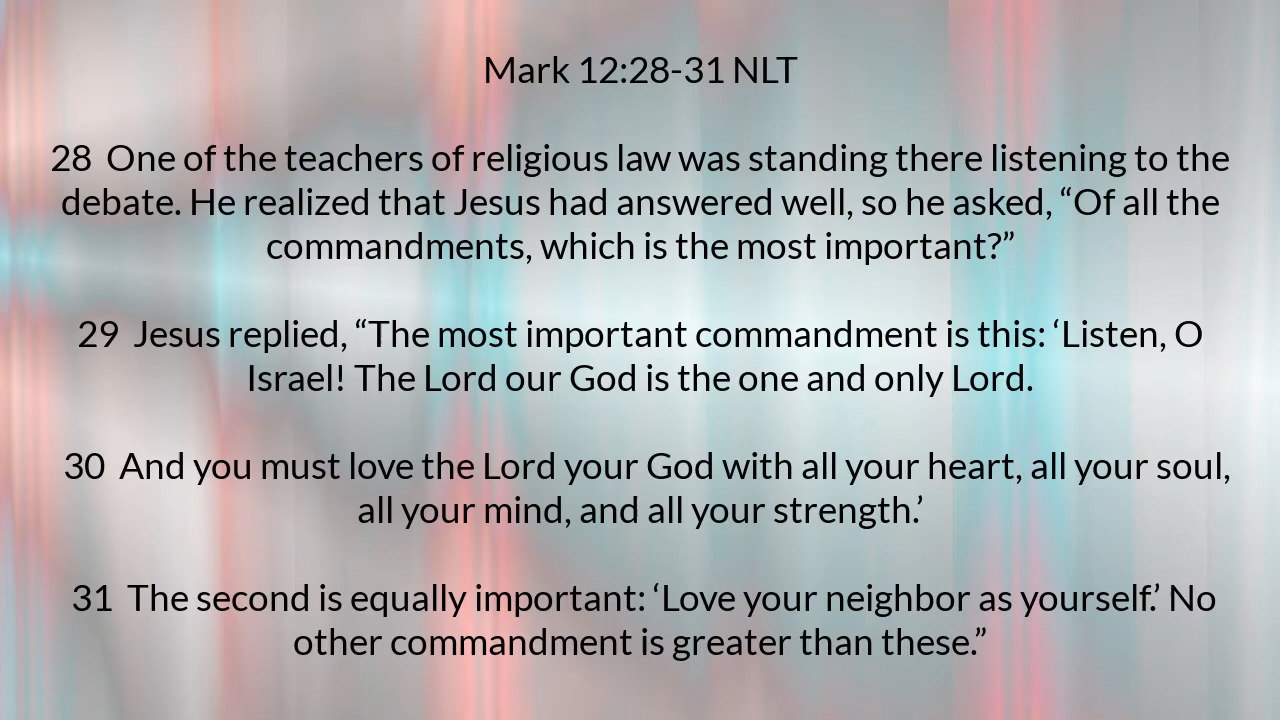 Mark 12:28-31 NLT
28 One of the teachers of religious law was standing there listening to the
debate. He realized that Jesus had answered well, so he asked, “Of all the
commandments, which is the most important?”
29 Jesus replied, “The most important commandment is this: ‘Listen, O
Israel! The Lord our God is the one and only Lord.
30 And you must love the Lord your God with all your heart, all your soul,
all your mind, and all your strength.’
31 The second is equally important: ‘Love your neighbor as yourself.’ No
other commandment is greater than these.”